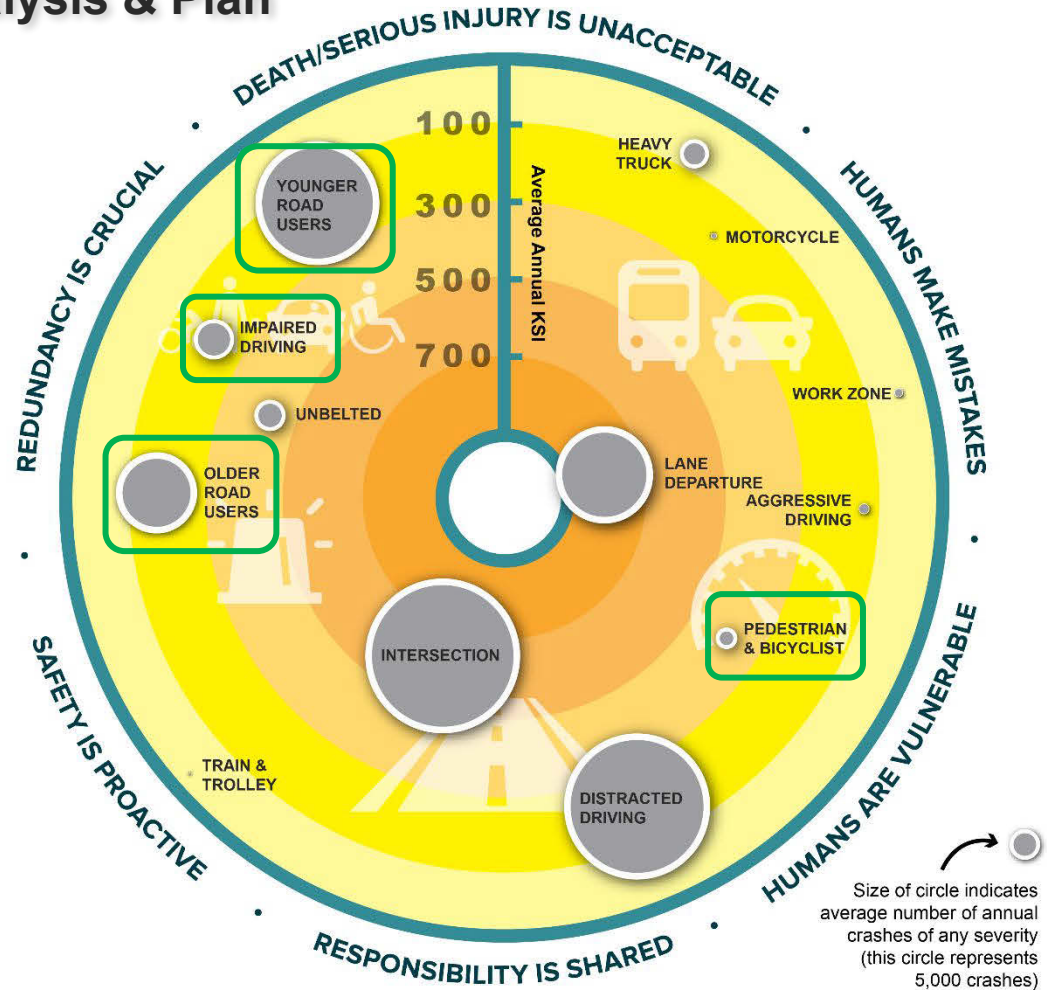 alysis & Plan
DEATH/SERIOUS INJURY IS UNACCEPTABLE
HUMANS MAKE MISTAKES
HUMANS ARE VULNERABLE
RESPONSIBILITY IS SHARED
SAFETY IS PROACTIVE
REDUNDANCY IS CRUCIAL
100
300
500
700
Average Annual KSI
YOUNGER
ROAD
USERS
IMPAIRED
DRIVING
UNBELTED
OLDER
ROAD
USERS
HEAVY
TRUCK
MOTORCYCLE
WORK ZONE
LANE
DEPARTURE
AGGRESSIVE
DRIVING
PEDESTRIAN
& BICYCLIST
INTERSECTION
TRAIN &
TROLLEY
DISTRACTED
DRIVING
Size of circle indicates
average number of annual
crashes of any severity
(this circle represents
5,000 crashes)